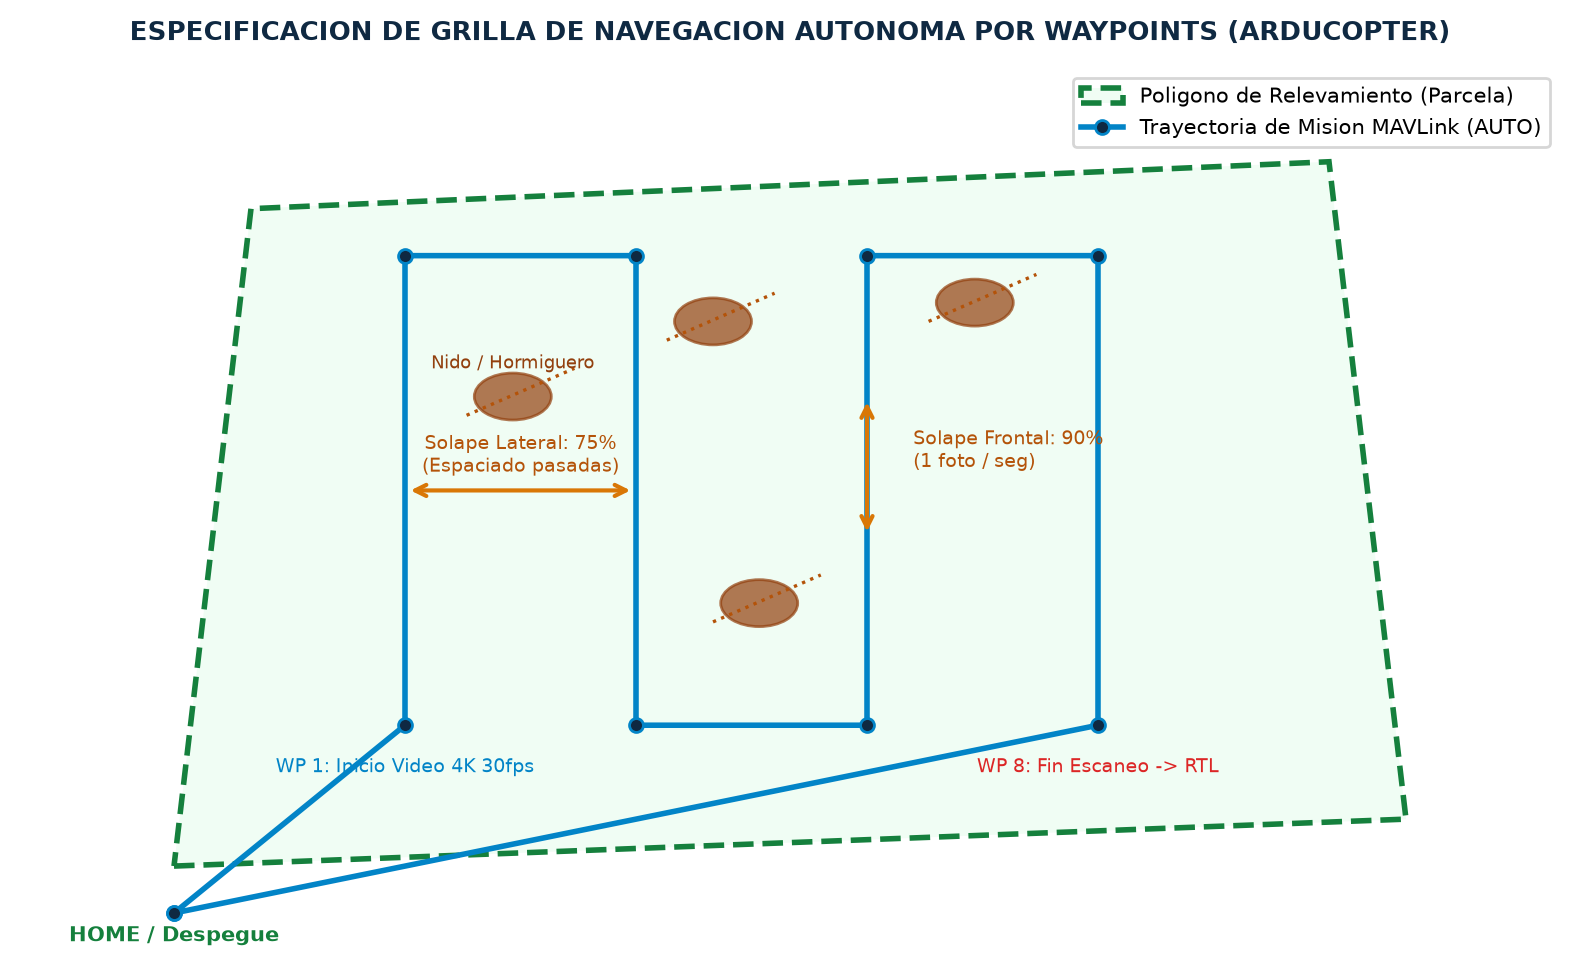 ESPECIFICACION DE GRILLA DE NAVEGACION AUTONOMA POR WAYPOINTS (ARDUCOPTER)
Poligono de Relevamiento (Parcela)
Trayectoria de Mision MAVLink (AUTO)
Nido / Hormiguero
Solape Lateral: 75%
(Espaciado pasadas)
Solape Frontal: 90%
(1 foto / seg)
WP 1: Inicio Video 4K 30fps
WP 8: Fin Escaneo -> RTL
HOME / Despegue